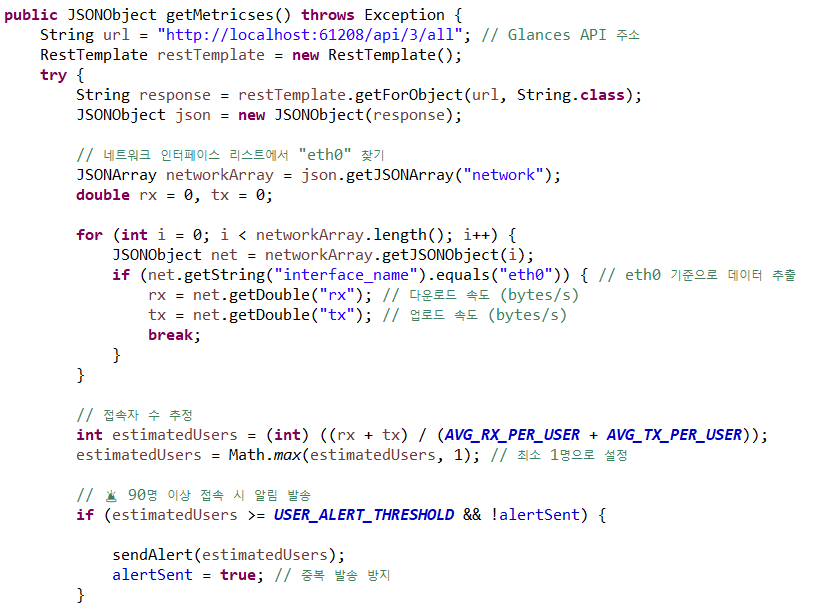 public JSONObject getMetricses() throws Exception {
    String url = "http://localhost:61208/api/3/all"; // Glances API 주소
    RestTemplate restTemplate = new RestTemplate();
    try {
        String response = restTemplate.getForObject(url, String.class);
        JSONObject json = new JSONObject(response);

        // 네트워크 인터페이스 리스트에서 "eth0" 찾기
        JSONArray networkArray = json.getJSONArray("network");
        double rx = 0, tx = 0;

        for (int i = 0; i < networkArray.length(); i++) {
            JSONObject net = networkArray.getJSONObject(i);
            if (net.getString("interface_name").equals("eth0")) { // eth0 기준으로 데이터 추출
                rx = net.getDouble("rx"); // 다운로드 속도 (bytes/s)
                tx = net.getDouble("tx"); // 업로드 속도 (bytes/s)
                break;
            }
        }

        // 접속자 수 추정
        int estimatedUsers = (int) ((rx + tx) / (AVG_RX_PER_USER + AVG_TX_PER_USER));
        estimatedUsers = Math.max(estimatedUsers, 1); // 최소 1명으로 설정

        // 🚨 90명 이상 접속 시 알림 발송
        if (estimatedUsers >= USER_ALERT_THRESHOLD && !alertSent) {

            sendAlert(estimatedUsers);
            alertSent = true; // 중복 발송 방지
        }